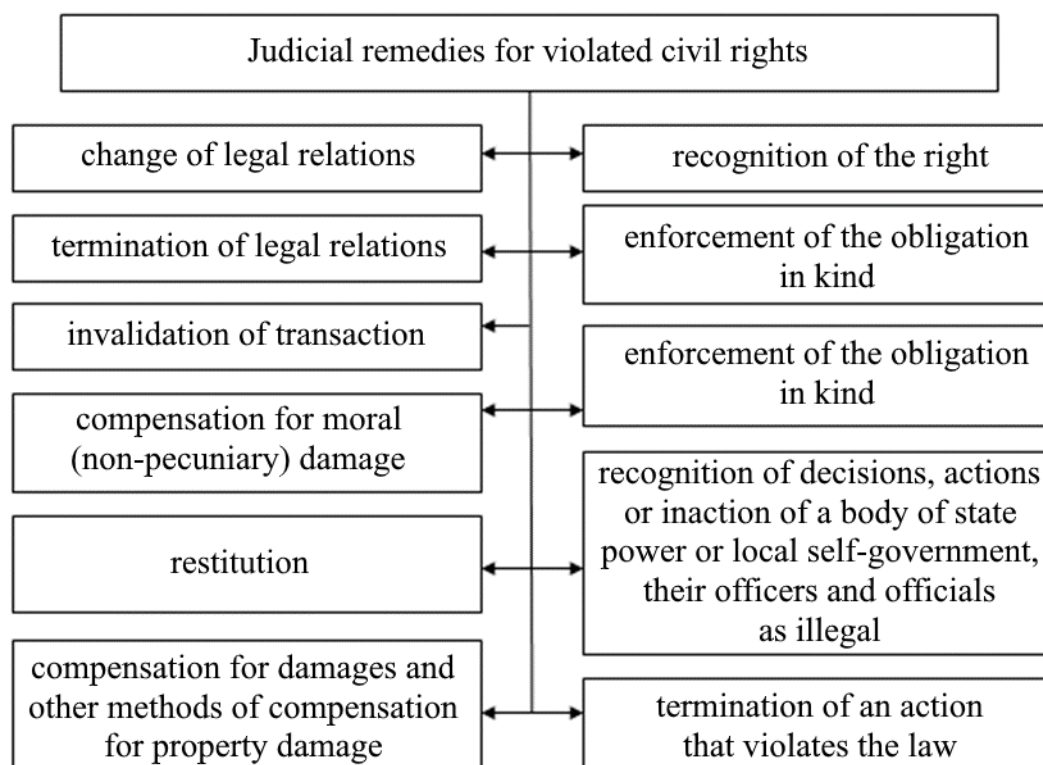 Judicial remedies for violated civil rights
change of legal relations
recognition of the right
termination of legal relations
enforcement of the obligation
in kind
invalidation of transaction
enforcement of the obligation
in kind
compensation for moral
(non-pecuniary) damage
recognition of decisions, actions
or inaction of a body of state
power or local self-government,
their officers and officials
as illegal
restitution
compensation for damages and
other methods of compensation
for property damage
termination of an action
that violates the law